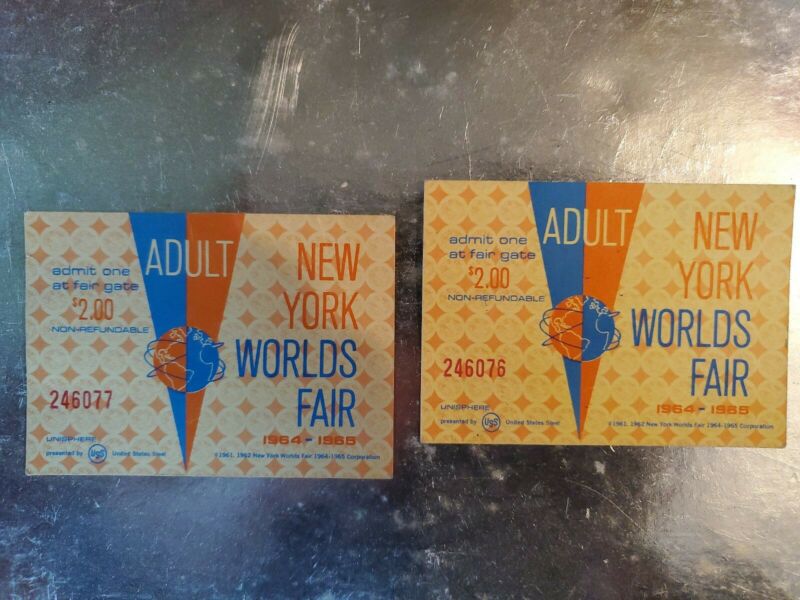 ADULT
admit one
at fair gate
$2.00
NON-REFUNDABLE
NEW
YORK
WORLDS
FAIR
1964-1965
246077
UNISPHERE
presented by USS United States Steel
©1961, 1962 New York Worlds Fair 1964-1965 Corporation
ADULT
admit one
at fair gate
$2.00
NON-REFUNDABLE
NEW
YORK
WORLDS
FAIR
1964-1965
246076
UNISPHERE
presented by USS United States Steel
©1961, 1962 New York Worlds Fair 1964-1965 Corporation